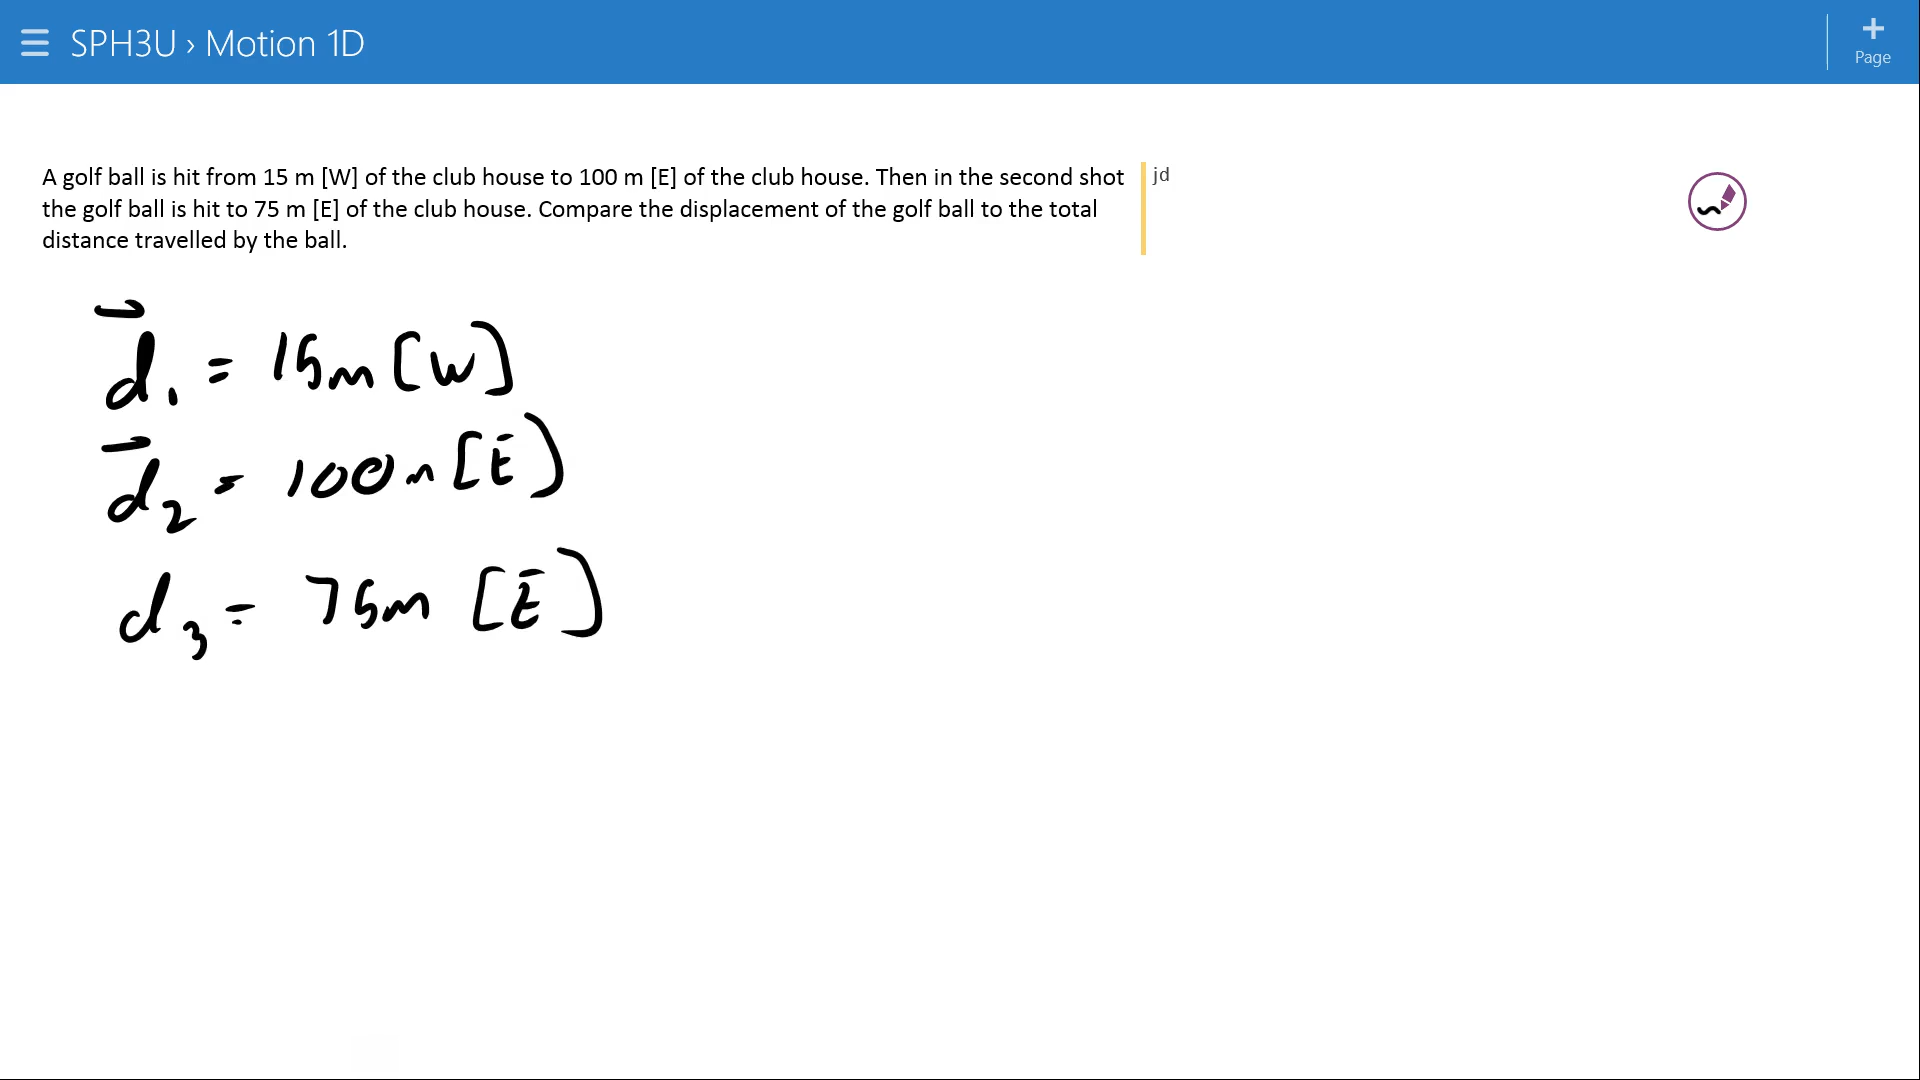 SPH3U › Motion 1D
Page
A golf ball is hit from 15 m [W] of the club house to 100 m [E] of the club house. Then in the second shot
the golf ball is hit to 75 m [E] of the club house. Compare the displacement of the golf ball to the total
distance travelled by the ball.
jd
d⃗₁ = 15m [W]
d⃗₂ = 100m [E]
d₃ = 75m [E]